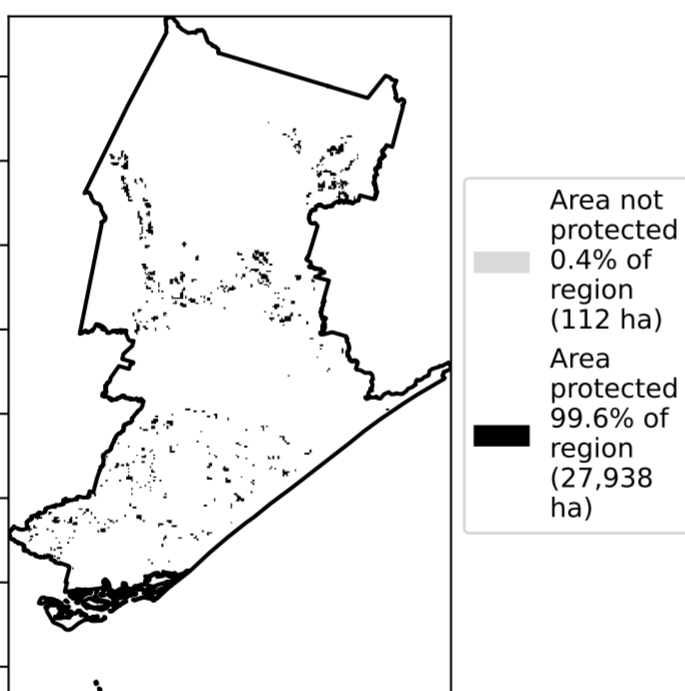 Area not
protected
0.4% of
region
(112 ha)
Area
protected
99.6% of
region
(27,938
ha)